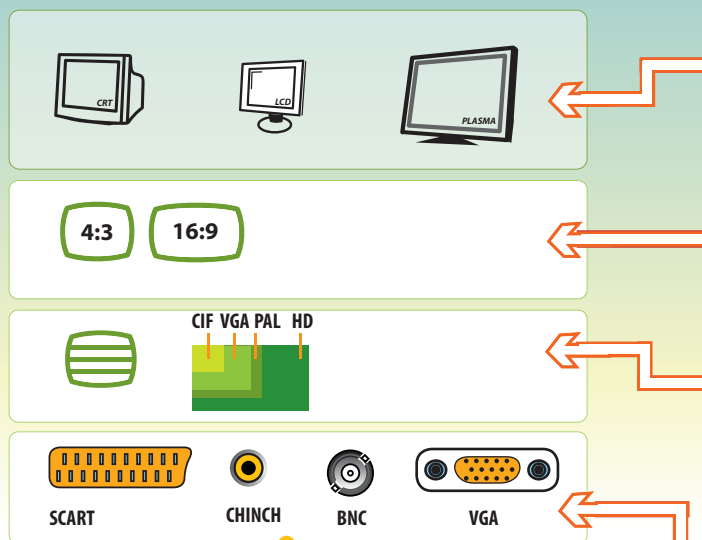 CRT LCD PLASMA
4:3 16:9
CIF VGA PAL HD
SCART CHINCH BNC VGA